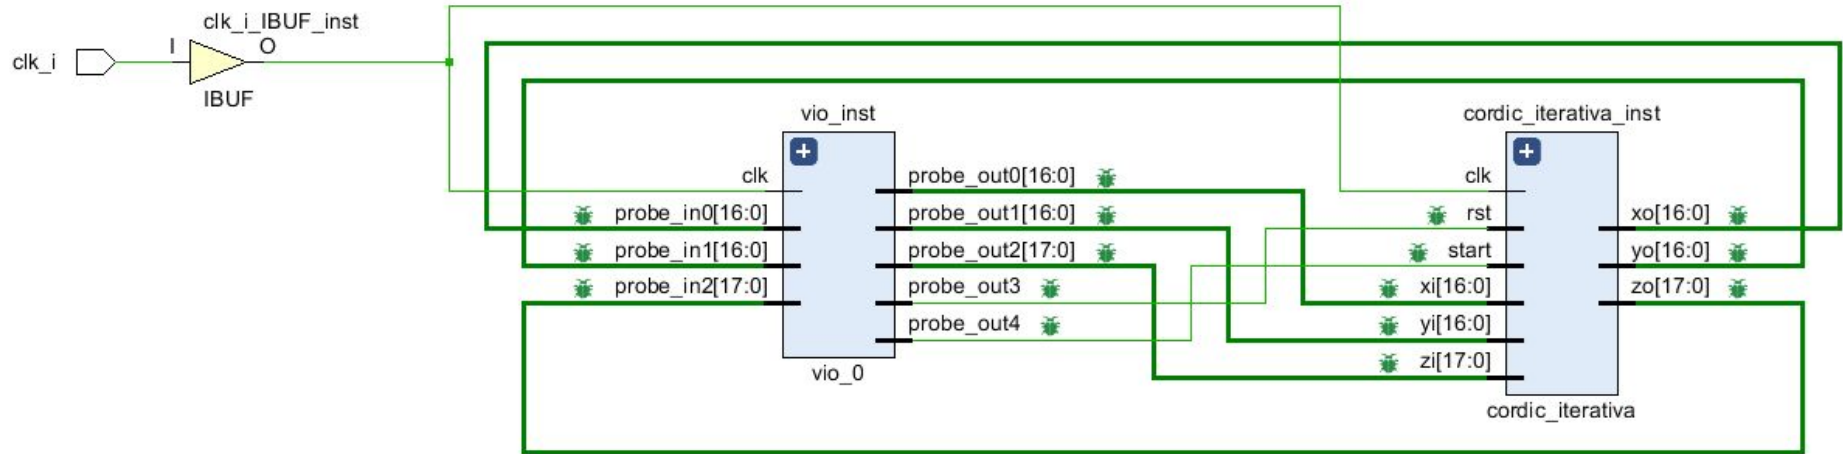 clk_i_IBUF_inst
clk_i
I
O
IBUF
vio_inst
clk
probe_in0[16:0]
probe_in1[16:0]
probe_in2[17:0]
probe_out0[16:0]
probe_out1[16:0]
probe_out2[17:0]
probe_out3
probe_out4
vio_0
cordic_iterativa_inst
clk
rst
start
xi[16:0]
yi[16:0]
zi[17:0]
xo[16:0]
yo[16:0]
zo[17:0]
cordic_iterativa